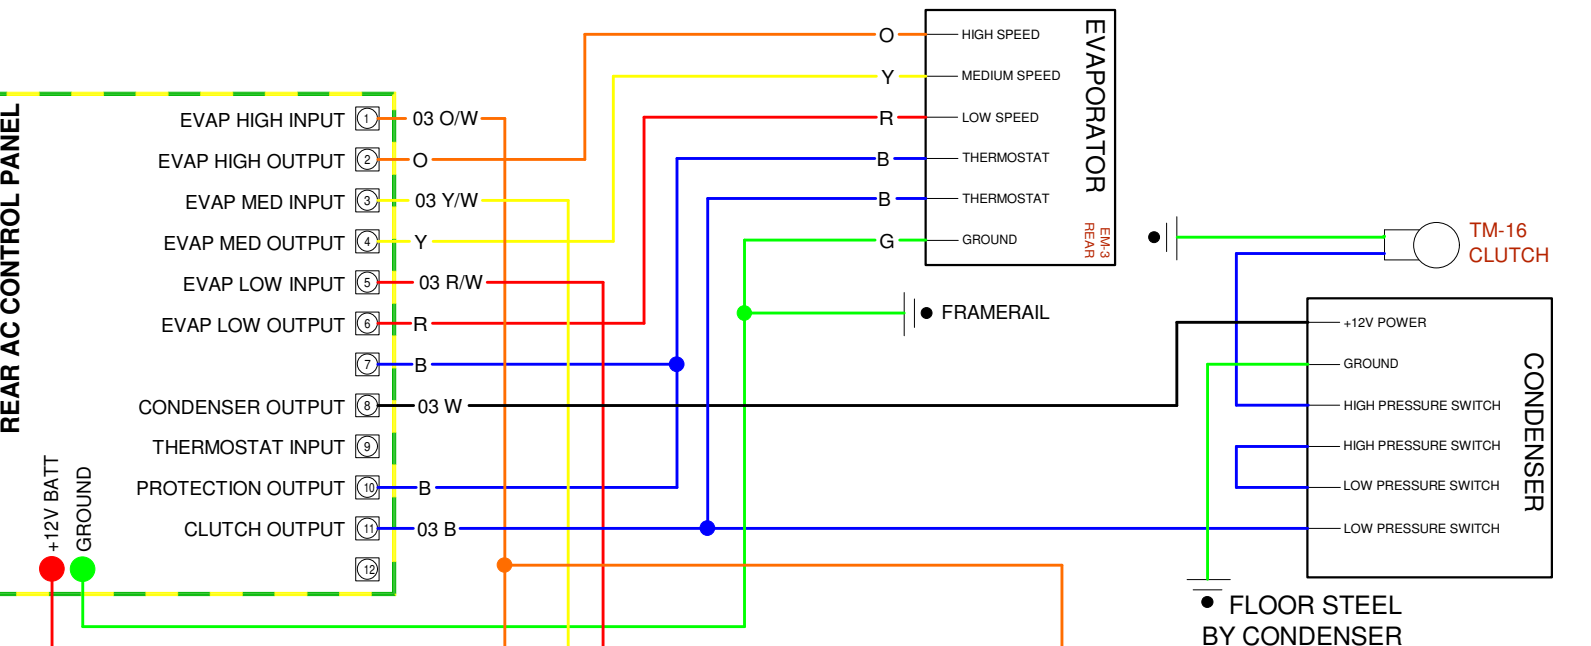 REAR AC CONTROL PANEL
EVAP HIGH INPUT 1 03 O/W
EVAP HIGH OUTPUT 2 O
EVAP MED INPUT 3 03 Y/W
EVAP MED OUTPUT 4 Y
EVAP LOW INPUT 5 03 R/W
EVAP LOW OUTPUT 6 R
7 B
CONDENSER OUTPUT 8 03 W
THERMOSTAT INPUT 9
PROTECTION OUTPUT 10 B
CLUTCH OUTPUT 11 03 B
12
+12V BATT
GROUND
O HIGH SPEED
Y MEDIUM SPEED
R LOW SPEED
B THERMOSTAT
B THERMOSTAT
G GROUND
EVAPORATOR
EM-3
REAR
FRAMERAIL
TM-16
CLUTCH
+12V POWER
GROUND
HIGH PRESSURE SWITCH
HIGH PRESSURE SWITCH
LOW PRESSURE SWITCH
LOW PRESSURE SWITCH
CONDENSER
FLOOR STEEL
BY CONDENSER